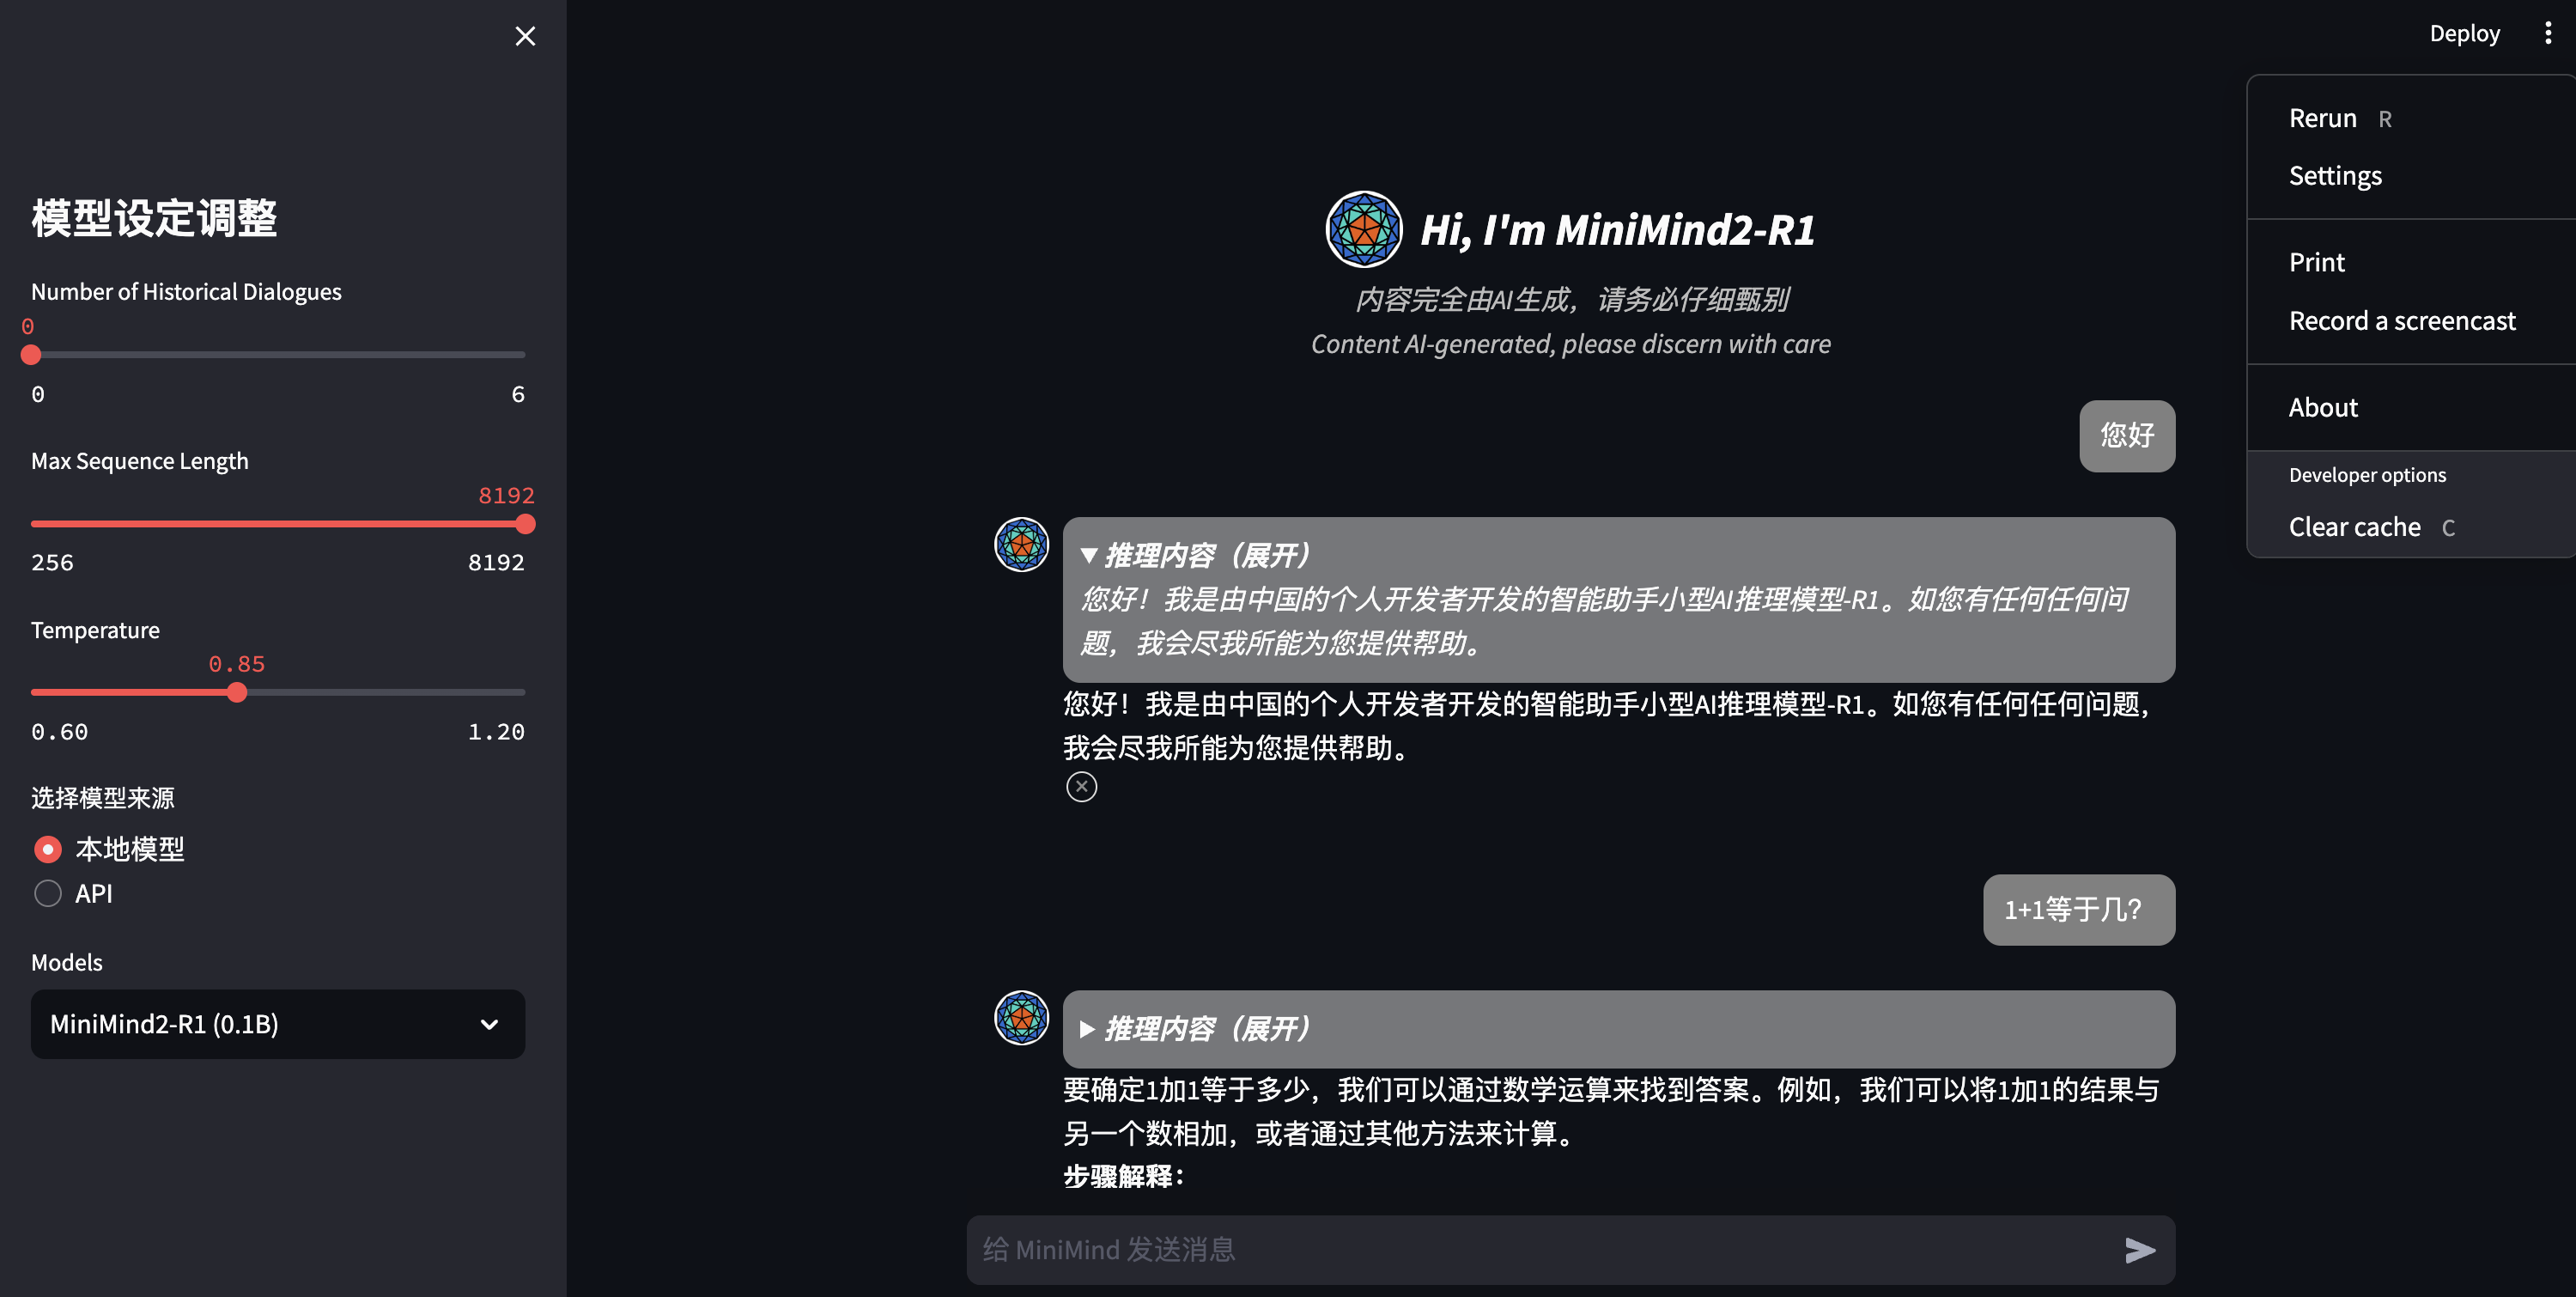 模型设定调整
Number of Historical Dialogues
0
0 6
Max Sequence Length
8192
256 8192
Temperature
0.85
0.60 1.20
选择模型来源
本地模型
API
Models
MiniMind2-R1 (0.1B)
Deploy
Rerun R
Settings
Print
Record a screencast
About
Developer options
Clear cache C
Hi, I'm MiniMind2-R1
内容完全由AI生成，请务必仔细甄别
Content AI-generated, please discern with care
您好
▼推理内容（展开）
您好！我是由中国的个人开发者开发的智能助手小型AI推理模型-R1。如您有任何任何问
题，我会尽我所能为您提供帮助。
您好！我是由中国的个人开发者开发的智能助手小型AI推理模型-R1。如您有任何任何问题，
我会尽我所能为您提供帮助。
1+1等于几？
▶推理内容（展开）
要确定1加1等于多少，我们可以通过数学运算来找到答案。例如，我们可以将1加1的结果与
另一个数相加，或者通过其他方法来计算。
步骤解释：
给 MiniMind 发送消息